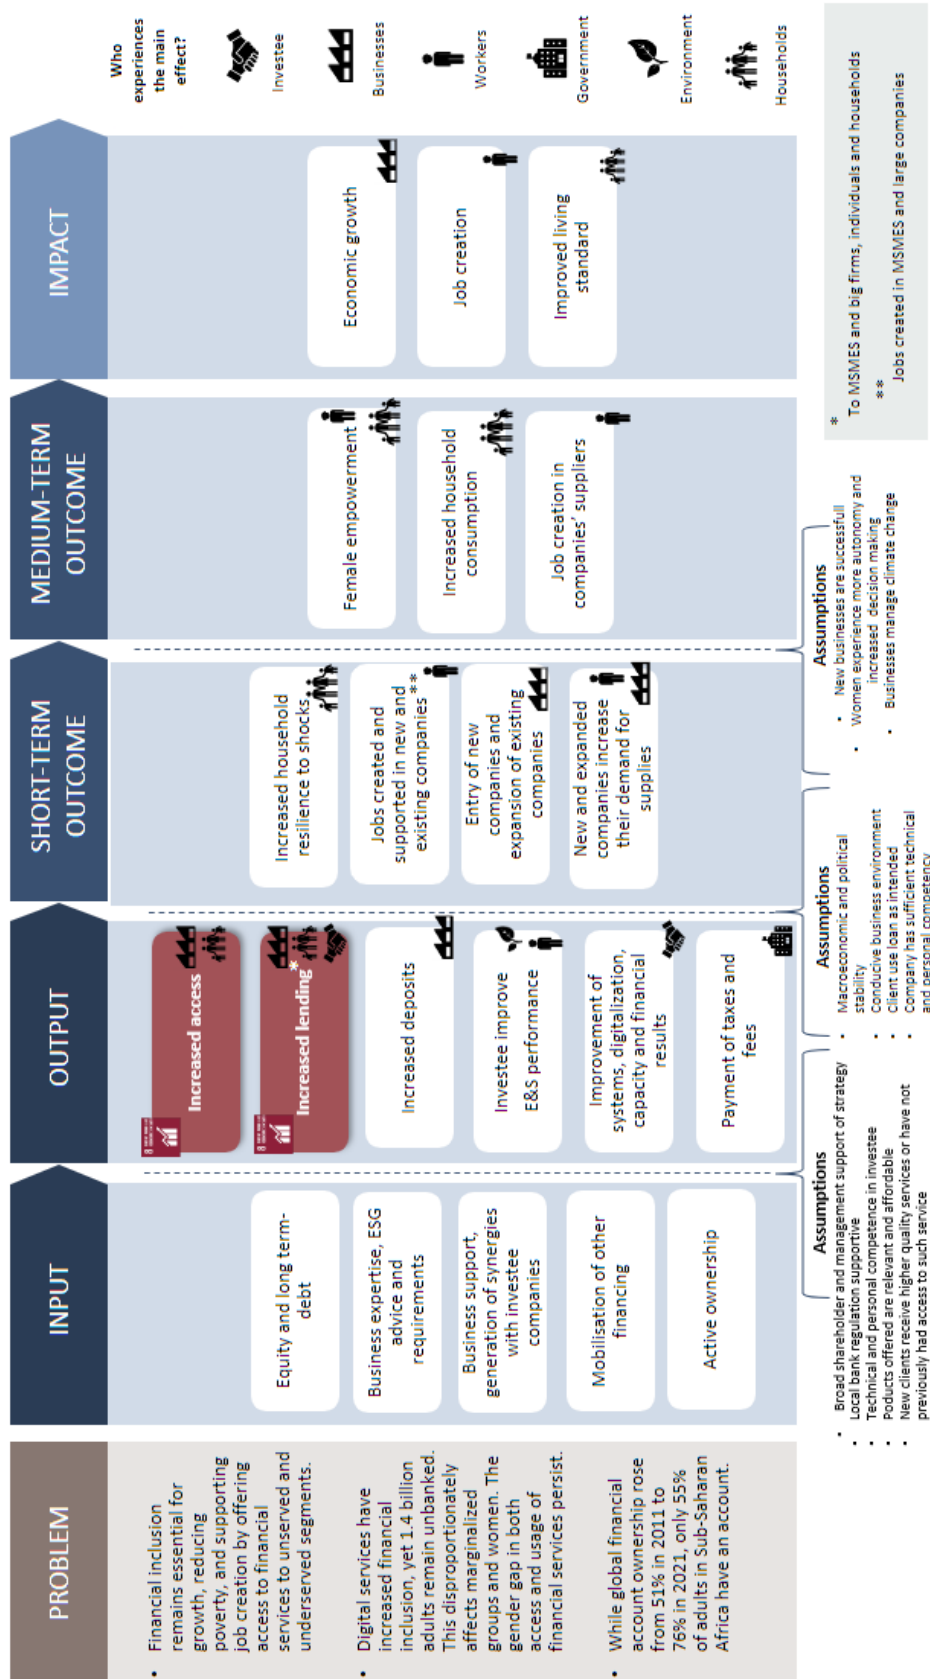 PROBLEM
• Financial inclusion
remains essential for
growth, reducing
poverty, and supporting
job creation by offering
access to financial
services to unserved and
underserved segments.
• Digital services have
increased financial
inclusion, yet 1.4 billion
adults remain unbanked.
This disproportionately
affects marginalized
groups and women. The
gender gap in both
access and usage of
financial services persist.
• While global financial
account ownership rose
from 51% in 2011 to
76% in 2021, only 55%
of adults in Sub-Saharan
Africa have an account.
INPUT
Equity and long term-
debt
Business expertise, ESG
advice and
requirements
Business support,
generation of synergies
with investee
companies
Mobilisation of other
financing
Active ownership
Assumptions
• Broad shareholder and management support of strategy
• Local bank regulation supportive
• Technical and personal competence in investee
• Poducts offered are relevant and affordable
• New clients receive higher quality services or have not
previously had access to such service
OUTPUT
8
Increased access
8
Increased lending*
Increased deposits
Investee improve
E&S performance
Improvement of
systems, digitalization,
capacity and financial
results
Payment of taxes and
fees
Assumptions
• Macroeconomic and political
stability
• Conducive business environment
• Client use loan as intended
• Company has sufficient technical
and personal competency
SHORT-TERM
OUTCOME
Increased household
resilience to shocks
Jobs created and
supported in new and
existing companies**
Entry of new
companies and
expansion of existing
companies
New and expanded
companies increase
their demand for
supplies
Assumptions
• New businesses are successfull
• Women experience more autonomy and
increased decision making
• Businesses manage climate change
MEDIUM-TERM
OUTCOME
Female empowerment
Increased household
consumption
Job creation in
companies' suppliers
IMPACT
Economic growth
Job creation
Improved living
standard
Who
experiences
the main
effect?
Investee
Businesses
Workers
Government
Environment
Households
*
To MSMES and big firms, individuals and households
**
Jobs created in MSMES and large companies